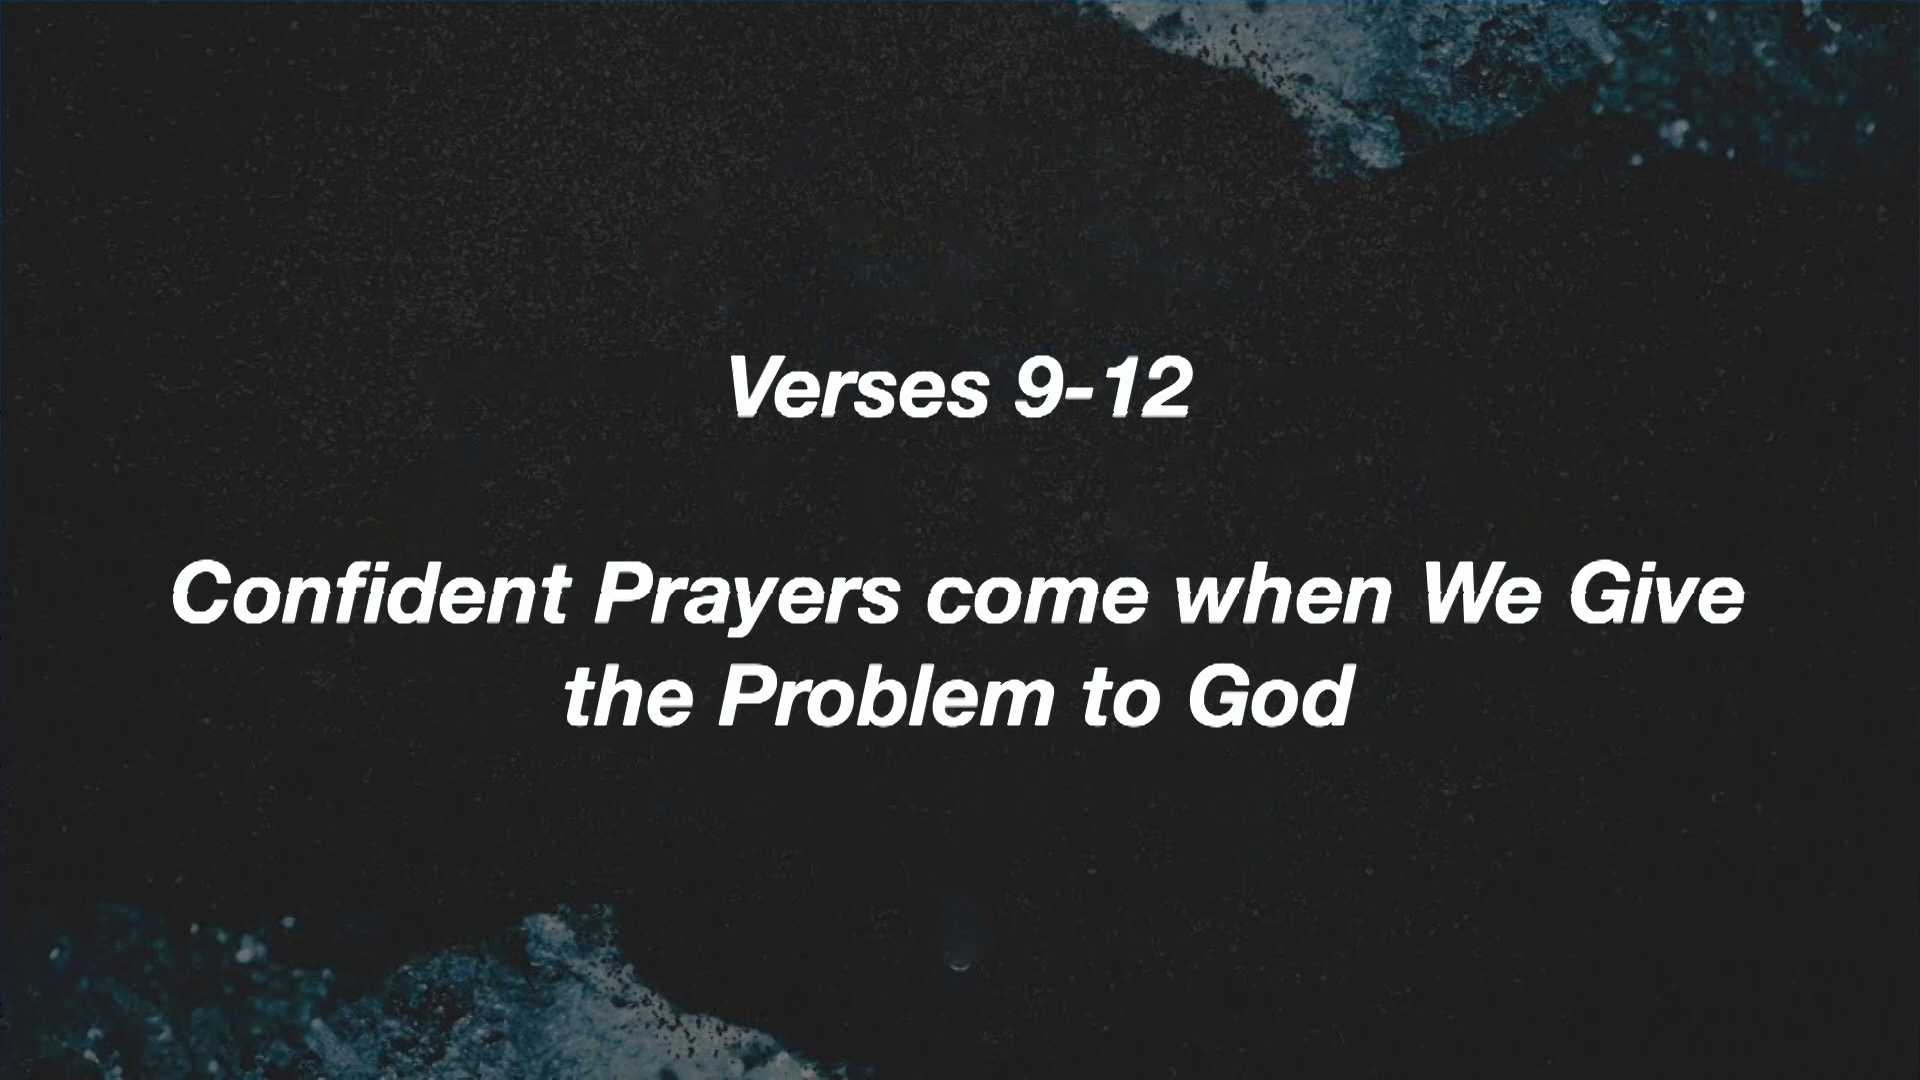 Verses 9-12
Confident Prayers come when We Give
the Problem to God